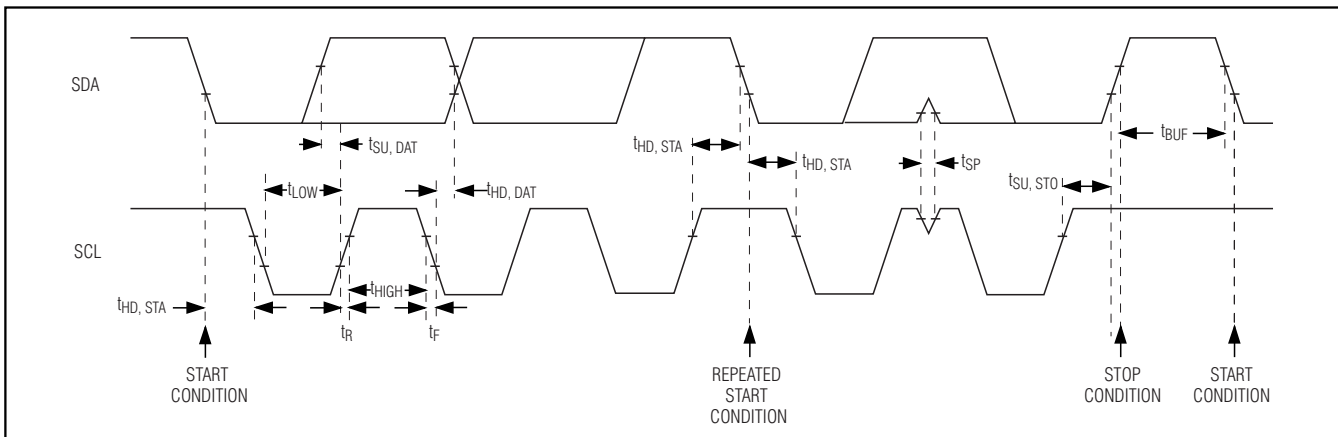 SDA
tSU, DAT
tHD, STA
tHD, STA
tSP
tBUF
tSU, STO
tLOW
tHD, DAT
SCL
tHD, STA
tHIGH
tR
tF
START
CONDITION
REPEATED
START
CONDITION
STOP
CONDITION
START
CONDITION